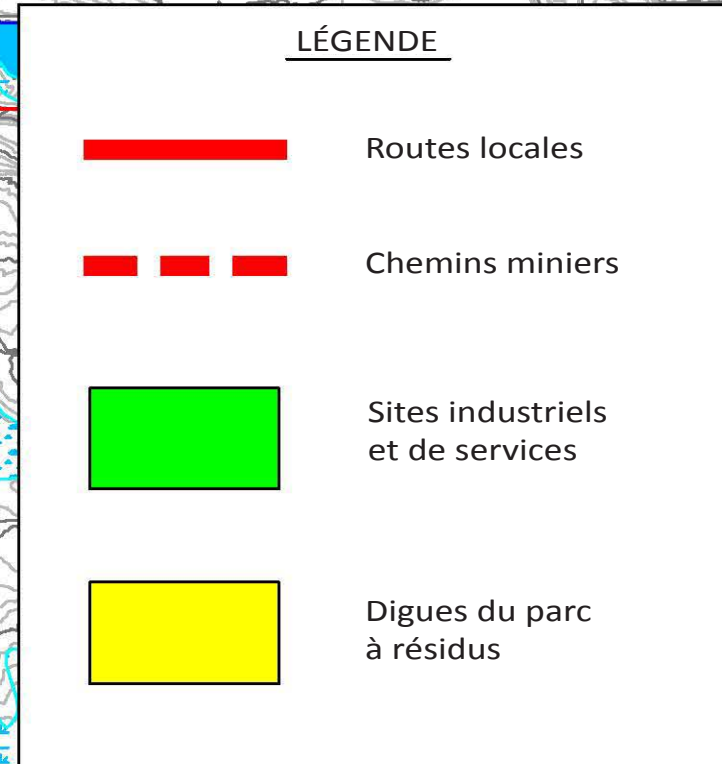 LÉGENDE
Routes locales
Chemins miniers
Sites industriels
et de services
Digues du parc
à résidus